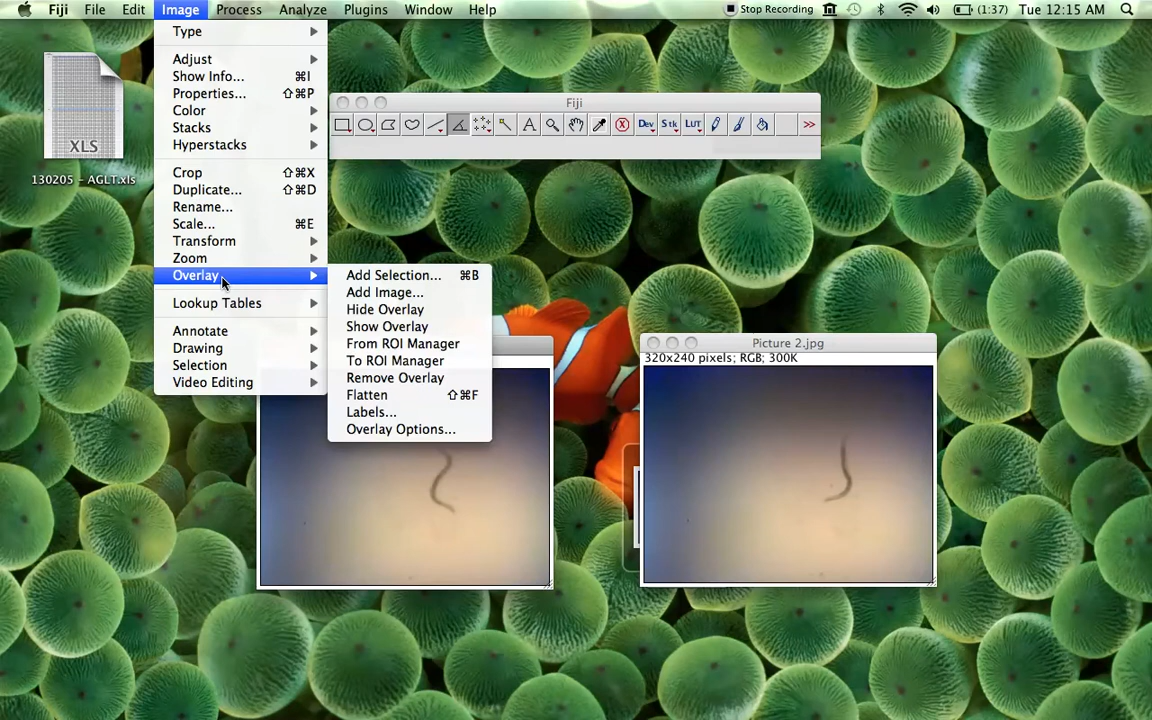 Fiji File Edit Image Process Analyze Plugins Window Help Stop Recording (1:37) Tue 12:15 AM
Type
Adjust
Show Info... ⌘I
Properties... ⇧⌘P
Color
Stacks
Hyperstacks
Crop ⇧⌘X
Duplicate... ⇧⌘D
Rename...
Scale... ⌘E
Transform
Zoom
Overlay
Lookup Tables
Annotate
Drawing
Selection
Video Editing
Add Selection... ⌘B
Add Image...
Hide Overlay
Show Overlay
From ROI Manager
To ROI Manager
Remove Overlay
Flatten ⇧⌘F
Labels...
Overlay Options...
XLS
130205 - AGLT.xls
Fiji
A Dev Stk LUT >>
Picture 2.jpg
320x240 pixels; RGB; 300K